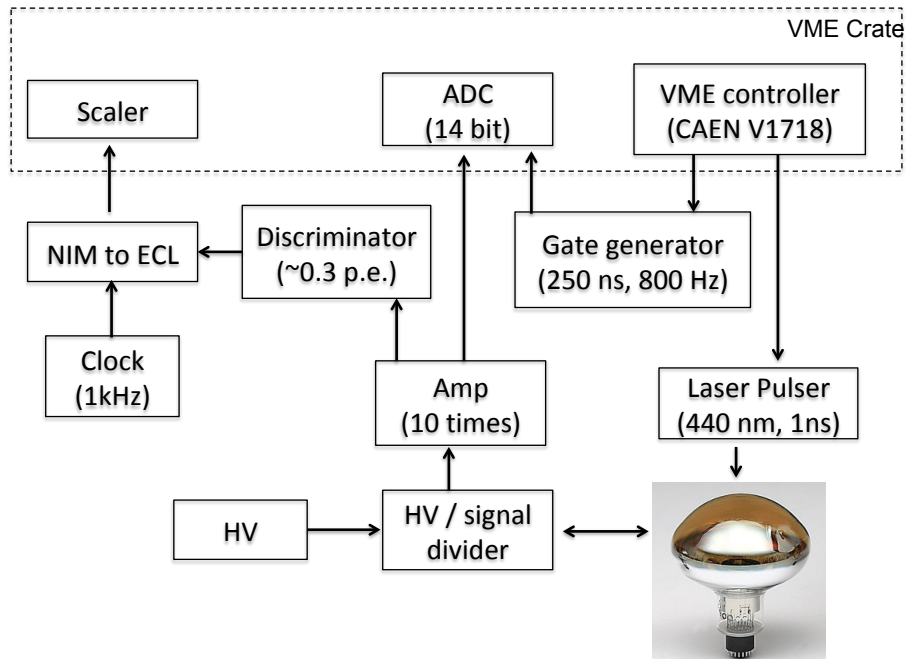 VME Crate
Scaler
ADC
(14 bit)
VME controller
(CAEN V1718)
NIM to ECL
Discriminator
(~0.3 p.e.)
Gate generator
(250 ns, 800 Hz)
Clock
(1kHz)
Amp
(10 times)
Laser Pulser
(440 nm, 1ns)
HV
HV / signal
divider